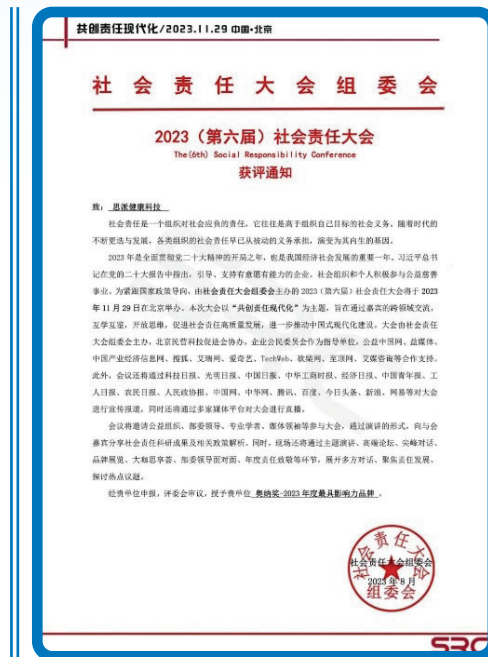 共创责任现代化/2023.11.29 中国·北京
社会责任大会组委会
2023（第六届）社会责任大会
The(6th) Social Responsibility Conference
获评通知
致： 思派健康科技
社会责任是一个组织对社会应负的责任，它往往是高于组织自己目标的社会义务。随着时代的
不断更迭与发展，各类组织的社会责任早已从被动的义务承担，演变为其内生的基因。
2023 年是全面贯彻党二十大精神的开局之年，也是我国经济社会发展的重要一年。习近平总书
记在党的二十大报告中指出，引导、支持有意愿有能力的企业、社会组织和个人积极参与公益慈善
事业。为紧跟国家政策导向，由社会责任大会组委会主办的 2023（第六届）社会责任大会将于 2023
年 11 月 29 日在北京举办。本次大会以“共创责任现代化”为主题，旨在通过嘉宾的跨领域交流，
互学互鉴，开放思维，促进社会责任高质量发展，进一步推动中国式现代化建设。大会由社会责任
大会组委会主办，北京民营科技促进会协办，企业公民委员会作为指导单位，公益中国网、益媒体、
中国产业经济信息网、搜狐、艾瑞网、爱奇艺、TechWeb、砍柴网、至顶网、艾媒咨询等合作支持。
此外，会议还将通过科技日报、光明日报、中国日报、中华工商时报、经济日报、中国青年报、工
人日报、农民日报、人民政协报、中国网、中华网、腾讯、百度、今日头条、新浪、网易等对大会
进行宣传报道，同时还将通过多家媒体平台对大会进行直播。
会议将邀请公益组织、部委领导、专业学者、媒体领袖等参与大会，通过演讲的形式，向与会
嘉宾分享社会责任科研成果及相关政策解析。同时，现场还将通过主题演讲、高端论坛、尖峰对话、
品牌展览、大咖思享荟、部委领导面对面、年度责任致敬等环节，展开多方对话、聚焦责任发展、
探讨热点议题。
经贵单位申报，评委会审议，授予贵单位 奥纳奖-2023 年度最具影响力品牌 。
社会责任大会组委会
2023 年 8 月
社会责任大会
组委会
SRC